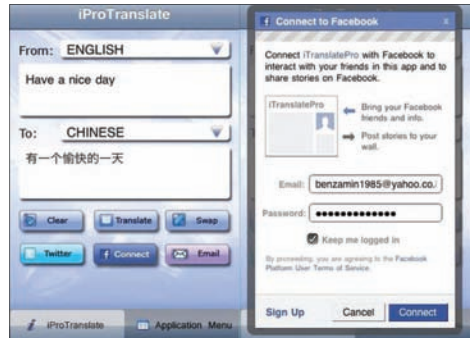 iProTranslate
From: ENGLISH
Have a nice day
To: CHINESE
有一个愉快的一天
Clear
Translate
Swap
Twitter
f Connect
Email
i iProTranslate
Application Menu
f Connect to Facebook x
Connect iTranslatePro with Facebook to
interact with your friends in this app and to
share stories on Facebook.
iTranslatePro
Bring your Facebook
friends and info.
Post stories to your
wall.
Email: benzamin1985@yahoo.co.
Password: ●●●●●●●●●●●●●
Keep me logged in
By proceeding, you are agreeing to the Facebook
Platform User Terms of Service.
Sign Up
Cancel
Connect